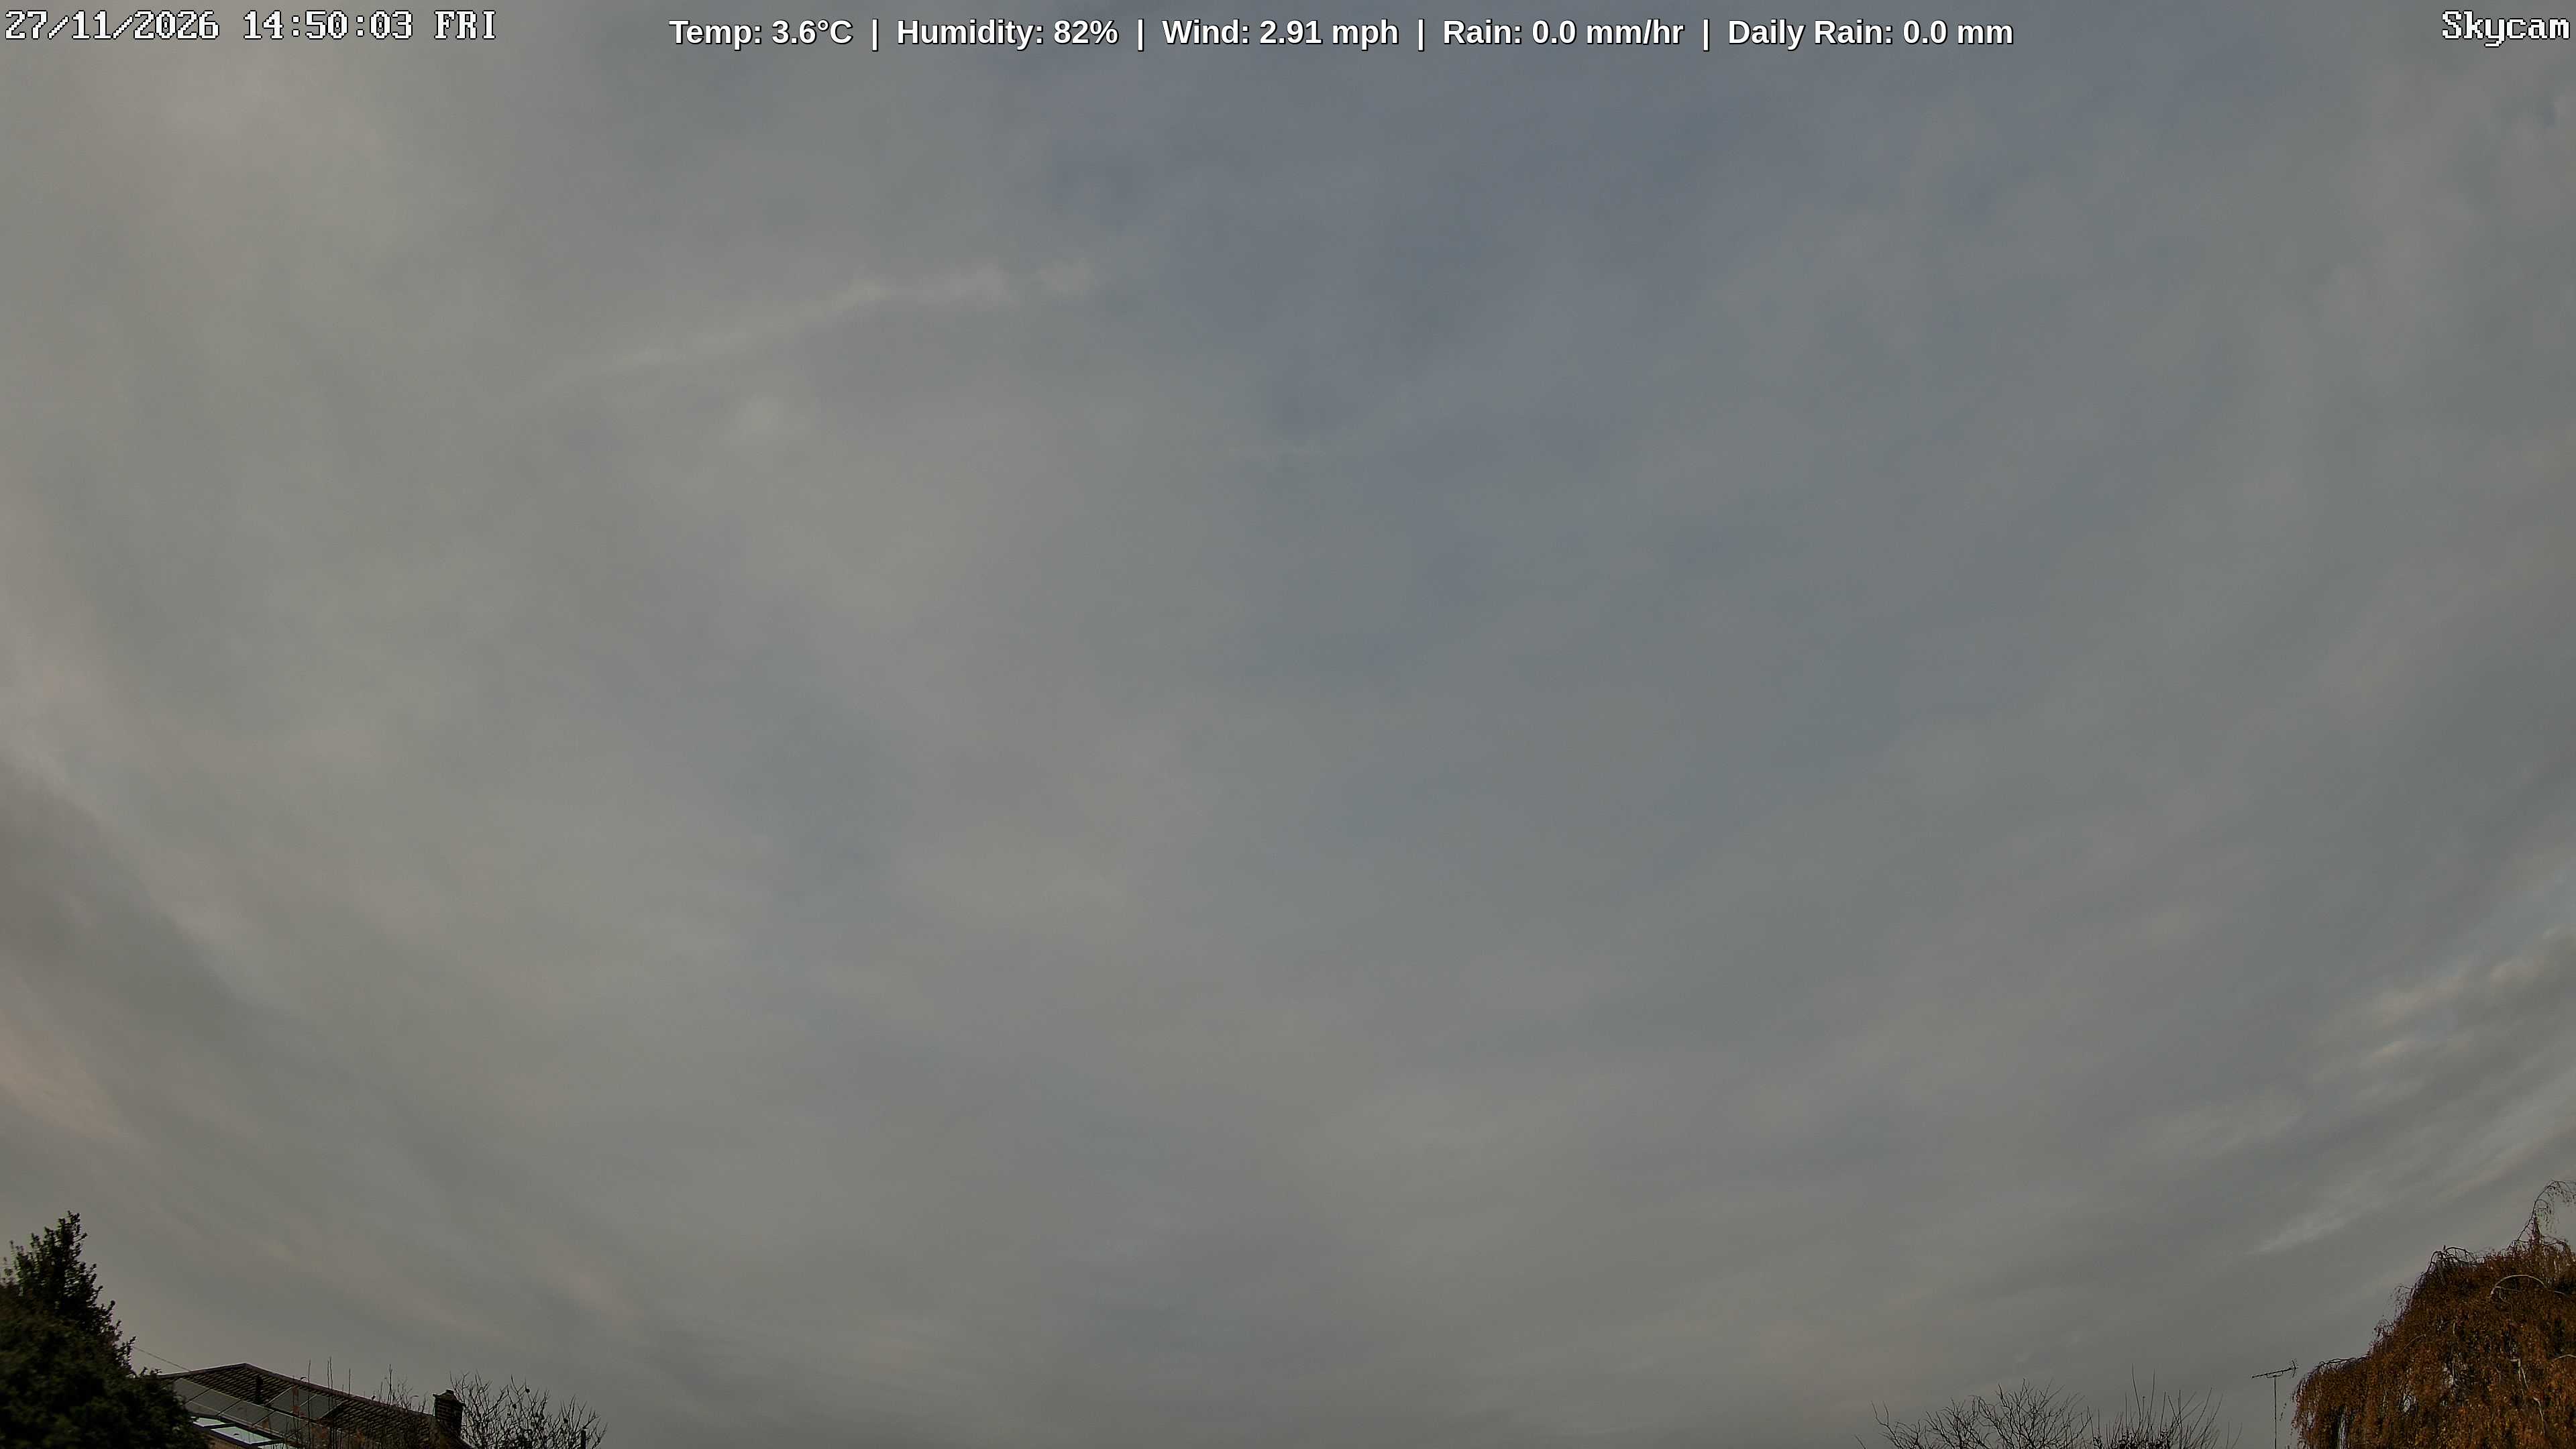 27/11/2026 14:50:03 FRI
Temp: 3.6°C | Humidity: 82% | Wind: 2.91 mph | Rain: 0.0 mm/hr | Daily Rain: 0.0 mm
Skycam